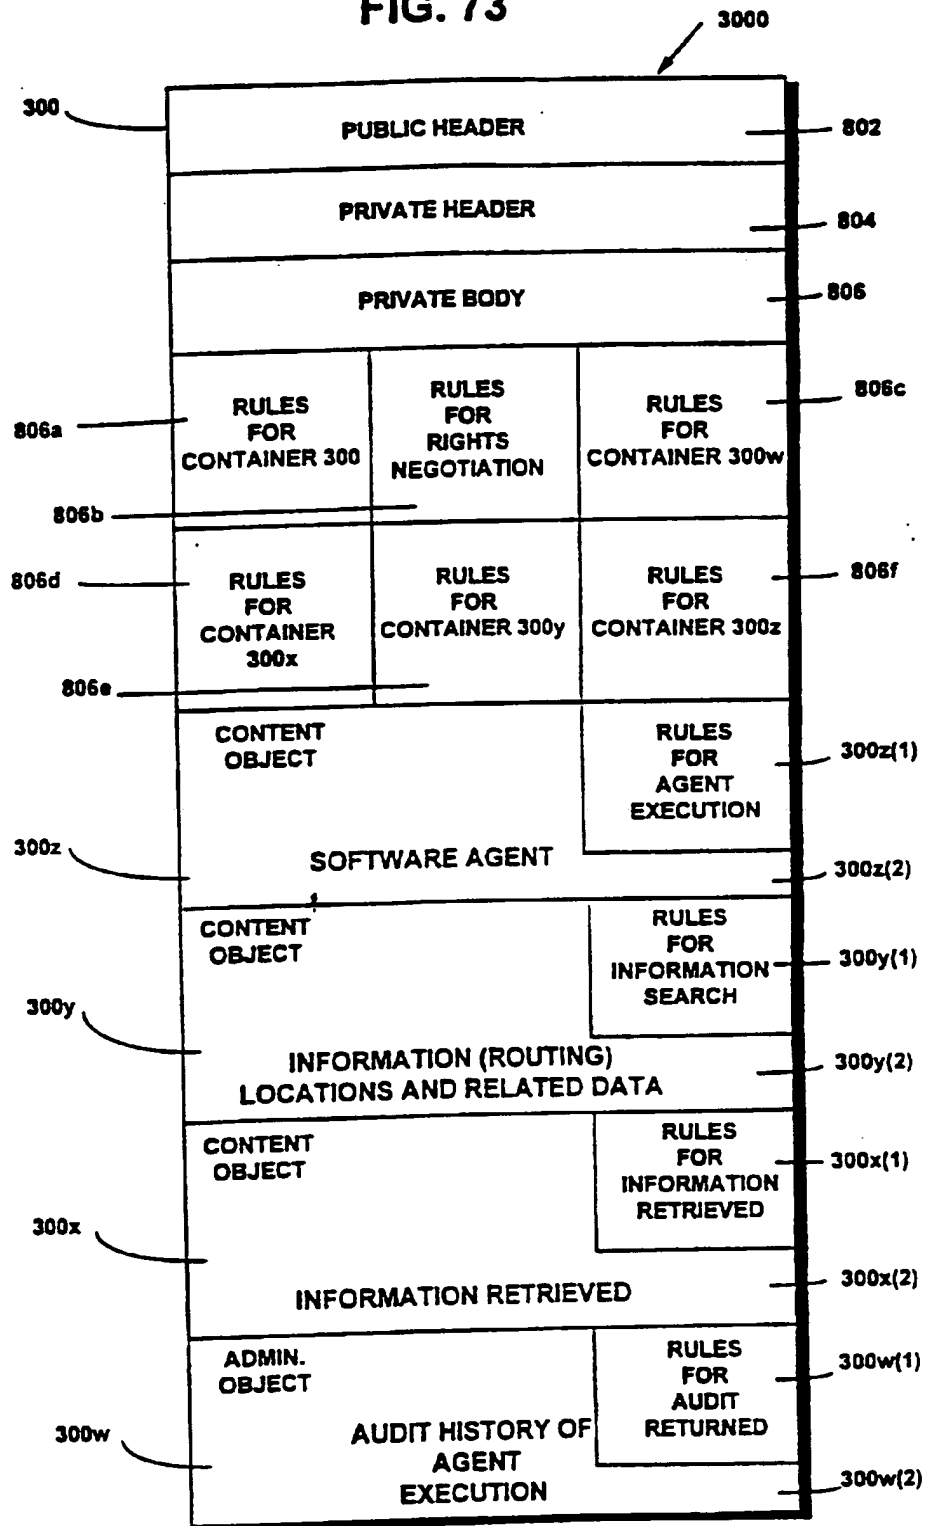 FIG. 73
3000
300
PUBLIC HEADER
802
PRIVATE HEADER
804
PRIVATE BODY
806
806a
RULES
FOR
CONTAINER 300
806b
RULES
FOR
RIGHTS
NEGOTIATION
RULES
FOR
CONTAINER 300w
806c
806d
RULES
FOR
CONTAINER
300x
806e
RULES
FOR
CONTAINER 300y
RULES
FOR
CONTAINER 300z
806f
CONTENT
OBJECT
RULES
FOR
AGENT
EXECUTION
300z(1)
300z
SOFTWARE AGENT
300z(2)
CONTENT
OBJECT
RULES
FOR
INFORMATION
SEARCH
300y(1)
300y
INFORMATION (ROUTING)
LOCATIONS AND RELATED DATA
300y(2)
CONTENT
OBJECT
RULES
FOR
INFORMATION
RETRIEVED
300x(1)
300x
INFORMATION RETRIEVED
300x(2)
ADMIN.
OBJECT
RULES
FOR
AUDIT
RETURNED
300w(1)
300w
AUDIT HISTORY OF
AGENT
EXECUTION
300w(2)